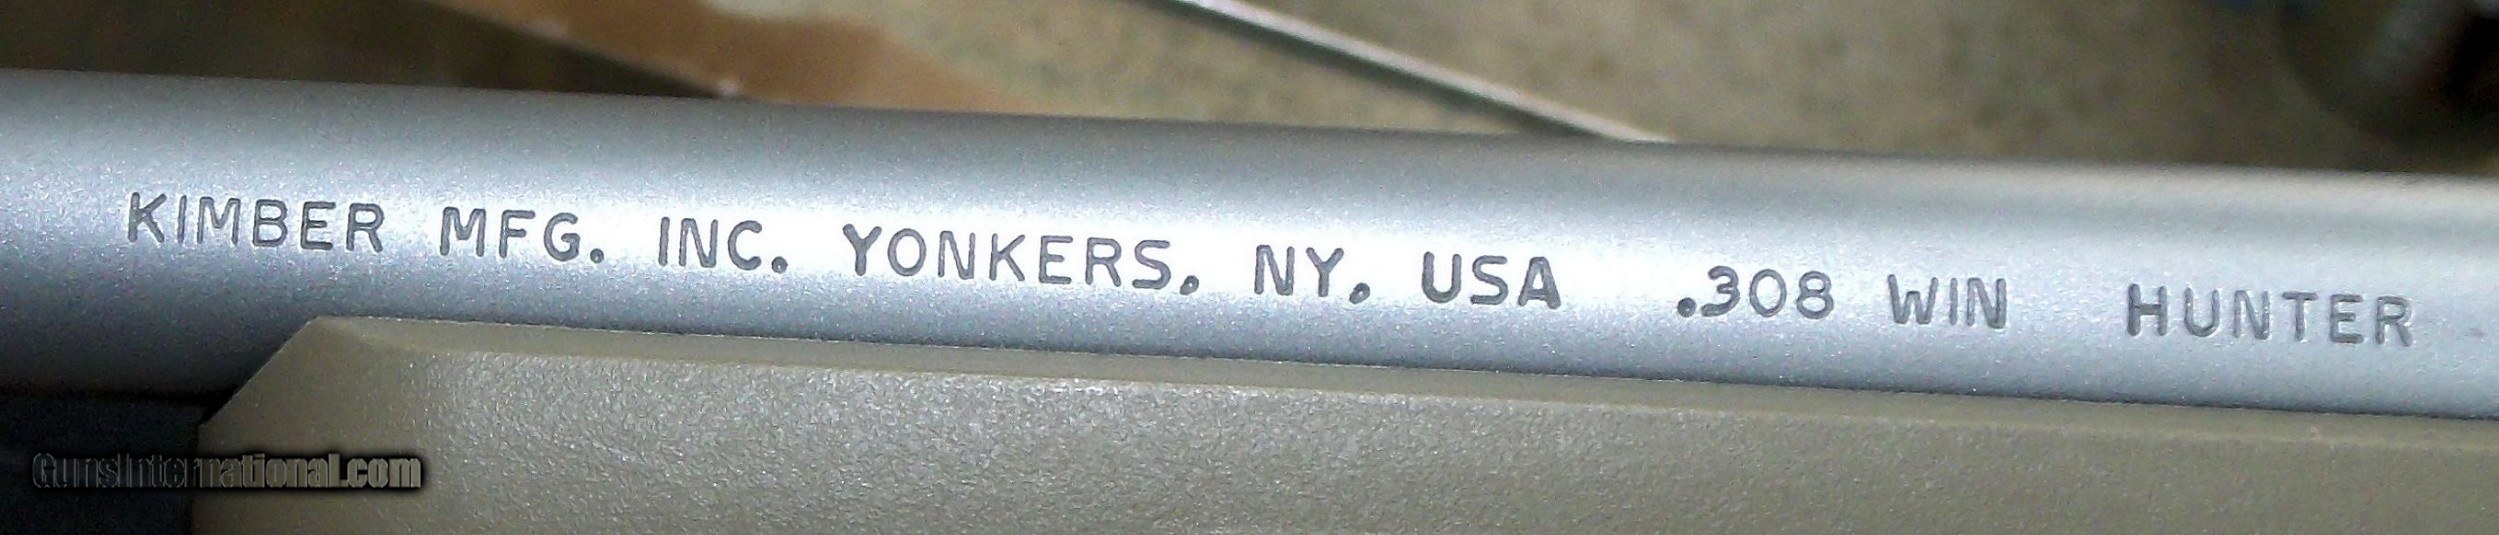 KIMBER MFG. INC. YONKERS, NY, USA .308 WIN HUNTER
GunsInternational.com